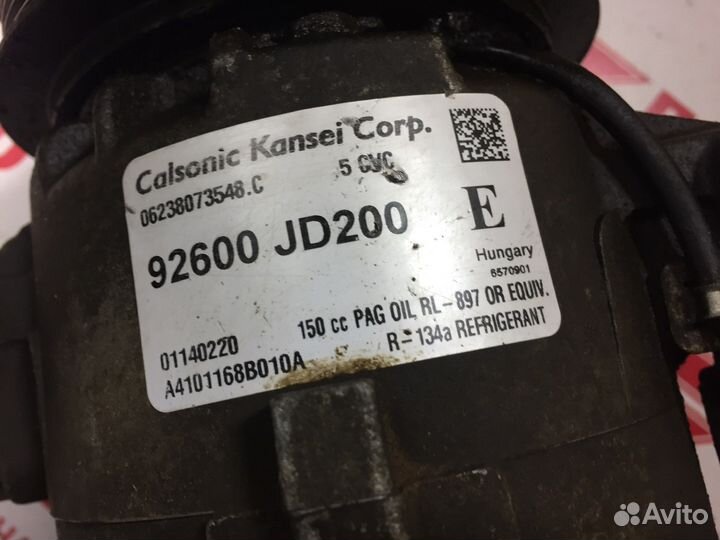 Calsonic Kansei Corp.
06238073548.C
5 CVC
92600 JD200
E
Hungary
6570901
01140220
150 cc PAG OIL RL-897 OR EQUIV.
A4101168B010A
R-134a REFRIGERANT
Avito